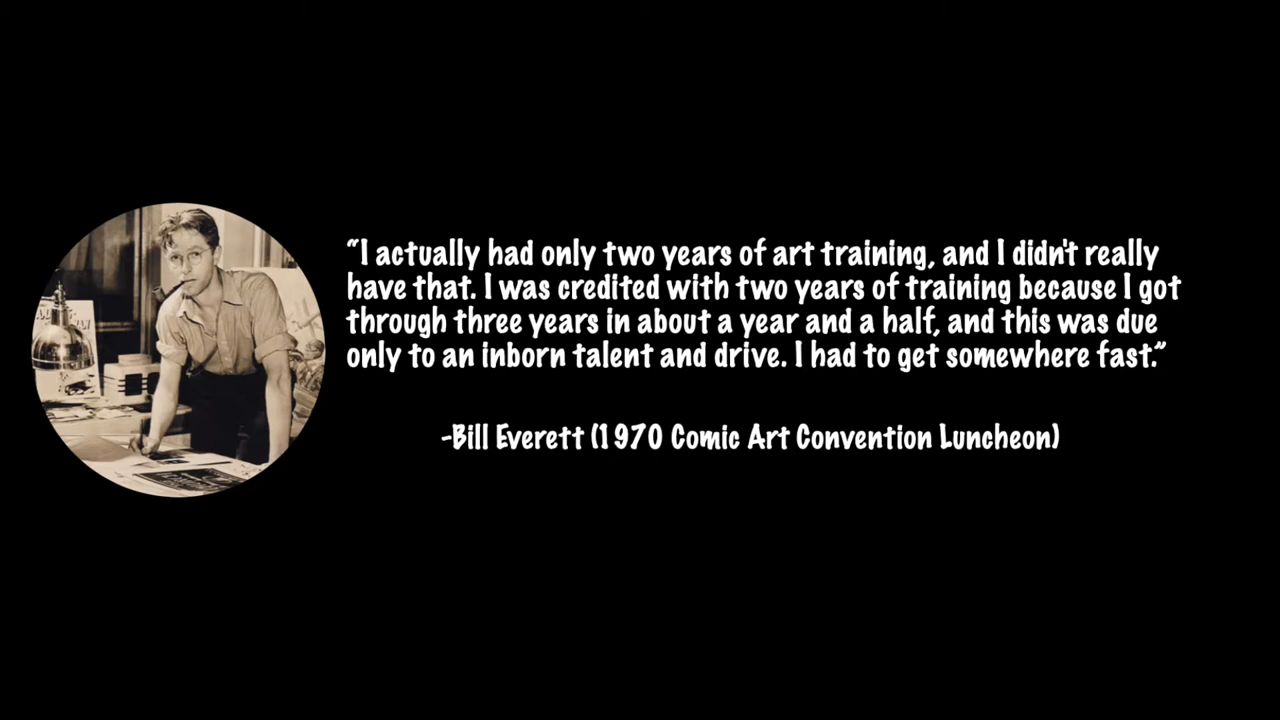 “I actually had only two years of art training, and I didn't really
have that. I was credited with two years of training because I got
through three years in about a year and a half, and this was due
only to an inborn talent and drive. I had to get somewhere fast.”
-Bill Everett (1970 Comic Art Convention Luncheon)